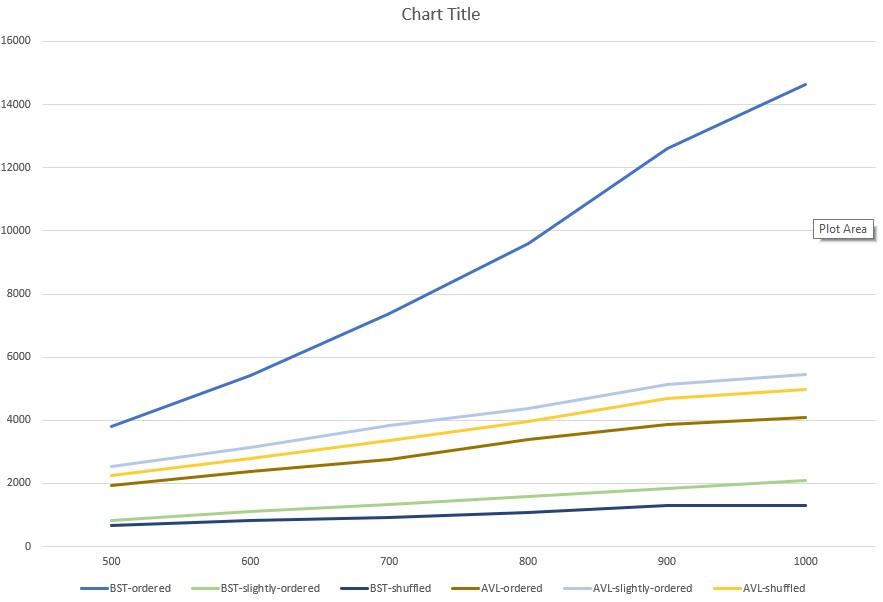 Chart Title
16000
14000
12000
10000
Plot Area
8000
6000
4000
2000
0
500 600 700 800 900 1000
BST-ordered BST-slightly-ordered BST-shuffled AVL-ordered AVL-slightly-ordered AVL-shuffled